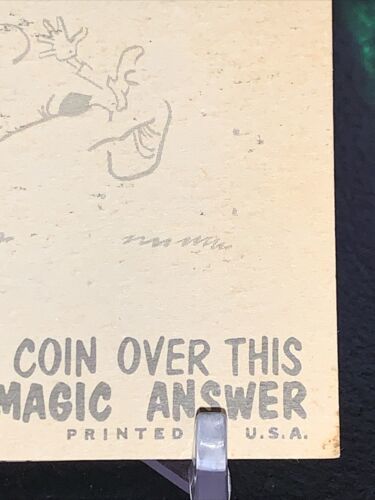 COIN OVER THIS
MAGIC ANSWER
PRINTED U.S.A.